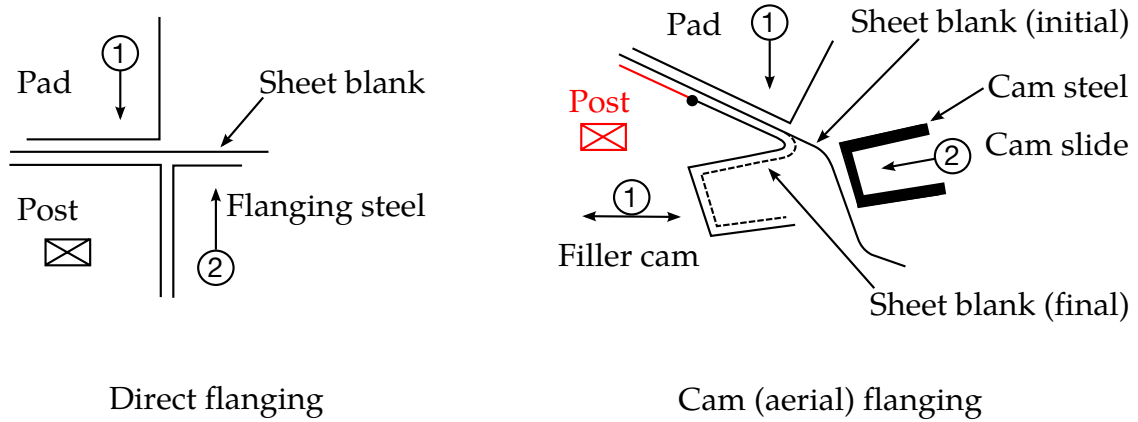 1
Pad
Sheet blank
Post
Flanging steel
2
Direct flanging
Pad
1
Sheet blank (initial)
Post
Cam steel
Cam slide
2
1
Filler cam
Sheet blank (final)
Cam (aerial) flanging